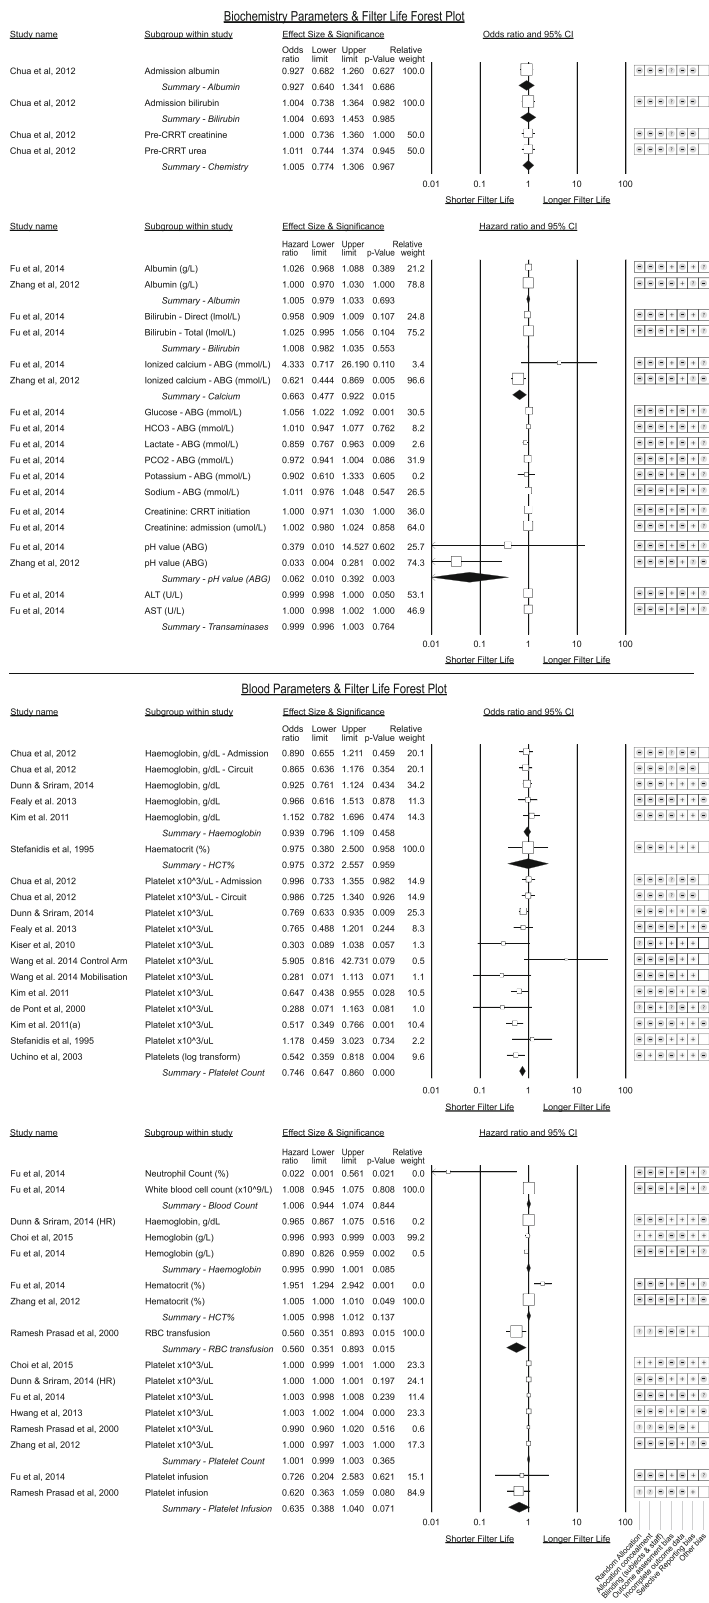 Biochemistry Parameters & Filter Life Forest Plot
Study name Subgroup within study Effect Size & Significance Odds ratio and 95% CI
Odds ratio Lower limit Upper limit p-Value Relative weight
Chua et al, 2012 Admission albumin 0.927 0.682 1.260 0.627 100.0
Summary - Albumin 0.927 0.640 1.341 0.686
Chua et al, 2012 Admission bilirubin 1.004 0.738 1.364 0.982 100.0
Summary - Bilirubin 1.004 0.693 1.453 0.985
Chua et al, 2012 Pre-CRRT creatinine 1.000 0.736 1.360 1.000 50.0
Chua et al, 2012 Pre-CRRT urea 1.011 0.744 1.374 0.945 50.0
Summary - Chemistry 1.005 0.774 1.306 0.967
0.01 0.1 1 10 100
Shorter Filter Life Longer Filter Life
Study name Subgroup within study Effect Size & Significance Hazard ratio and 95% CI
Hazard ratio Lower limit Upper limit p-Value Relative weight
Fu et al, 2014 Albumin (g/L) 1.026 0.968 1.088 0.389 21.2
Zhang et al, 2012 Albumin (g/L) 1.000 0.970 1.030 1.000 78.8
Summary - Albumin 1.005 0.979 1.033 0.693
Fu et al, 2014 Bilirubin - Direct (lmol/L) 0.958 0.909 1.009 0.107 24.8
Fu et al, 2014 Bilirubin - Total (lmol/L) 1.025 0.995 1.056 0.104 75.2
Summary - Bilirubin 1.008 0.982 1.035 0.553
Fu et al, 2014 Ionized calcium - ABG (mmol/L) 4.333 0.717 26.190 0.110 3.4
Zhang et al, 2012 Ionized calcium - ABG (mmol/L) 0.621 0.444 0.869 0.005 96.6
Summary - Calcium 0.663 0.477 0.922 0.015
Fu et al, 2014 Glucose - ABG (mmol/L) 1.056 1.022 1.092 0.001 30.5
Fu et al, 2014 HCO3 - ABG (mmol/L) 1.010 0.947 1.077 0.762 8.2
Fu et al, 2014 Lactate - ABG (mmol/L) 0.859 0.767 0.963 0.009 2.6
Fu et al, 2014 PCO2 - ABG (mmol/L) 0.972 0.941 1.004 0.086 31.9
Fu et al, 2014 Potassium - ABG (mmol/L) 0.902 0.610 1.333 0.605 0.2
Fu et al, 2014 Sodium - ABG (mmol/L) 1.011 0.976 1.048 0.547 26.5
Fu et al, 2014 Creatinine: CRRT initiation 1.000 0.971 1.030 1.000 36.0
Fu et al, 2014 Creatinine: admission (umol/L) 1.002 0.980 1.024 0.858 64.0
Fu et al, 2014 pH value (ABG) 0.379 0.010 14.527 0.602 25.7
Zhang et al, 2012 pH value (ABG) 0.033 0.004 0.281 0.002 74.3
Summary - pH value (ABG) 0.062 0.010 0.392 0.003
Fu et al, 2014 ALT (U/L) 0.999 0.998 1.000 0.050 53.1
Fu et al, 2014 AST (U/L) 1.000 0.998 1.002 1.000 46.9
Summary - Transaminases 0.999 0.996 1.003 0.764
0.01 0.1 1 10 100
Shorter Filter Life Longer Filter Life
Blood Parameters & Filter Life Forest Plot
Study name Subgroup within study Effect Size & Significance Odds ratio and 95% CI
Odds ratio Lower limit Upper limit p-Value Relative weight
Chua et al, 2012 Haemoglobin, g/dL - Admission 0.890 0.655 1.211 0.459 20.1
Chua et al, 2012 Haemoglobin, g/dL - Circuit 0.865 0.636 1.176 0.354 20.1
Dunn & Sriram, 2014 Haemoglobin, g/dL 0.925 0.761 1.124 0.434 34.2
Fealy et al. 2013 Haemoglobin, g/dL 0.966 0.616 1.513 0.878 11.3
Kim et al. 2011 Haemoglobin, g/dL 1.152 0.782 1.696 0.474 14.3
Summary - Haemoglobin 0.939 0.796 1.109 0.458
Stefanidis et al, 1995 Haematocrit (%) 0.975 0.380 2.500 0.958 100.0
Summary - HCT% 0.975 0.372 2.557 0.959
Chua et al, 2012 Platelet x10^3/uL - Admission 0.996 0.733 1.355 0.982 14.9
Chua et al, 2012 Platelet x10^3/uL - Circuit 0.986 0.725 1.340 0.926 14.9
Dunn & Sriram, 2014 Platelet x10^3/uL 0.769 0.633 0.935 0.009 25.3
Fealy et al. 2013 Platelet x10^3/uL 0.765 0.488 1.201 0.244 8.3
Kiser et al, 2010 Platelet x10^3/uL 0.303 0.089 1.038 0.057 1.3
Wang et al. 2014 Control Arm Platelet x10^3/uL 5.905 0.816 42.731 0.079 0.5
Wang et al. 2014 Mobilisation Platelet x10^3/uL 0.281 0.071 1.113 0.071 1.1
Kim et al. 2011 Platelet x10^3/uL 0.647 0.438 0.955 0.028 10.5
de Pont et al, 2000 Platelet x10^3/uL 0.288 0.071 1.163 0.081 1.0
Kim et al. 2011(a) Platelet x10^3/uL 0.517 0.349 0.766 0.001 10.4
Stefanidis et al, 1995 Platelet x10^3/uL 1.178 0.459 3.023 0.734 2.2
Uchino et al, 2003 Platelets (log transform) 0.542 0.359 0.818 0.004 9.6
Summary - Platelet Count 0.746 0.647 0.860 0.000
0.01 0.1 1 10 100
Shorter Filter Life Longer Filter Life
Study name Subgroup within study Effect Size & Significance Hazard ratio and 95% CI
Hazard ratio Lower limit Upper limit p-Value Relative weight
Fu et al, 2014 Neutrophil Count (%) 0.022 0.001 0.561 0.021 0.0
Fu et al, 2014 White blood cell count (x10^9/L) 1.008 0.945 1.075 0.808 100.0
Summary - Blood Count 1.006 0.944 1.074 0.844
Dunn & Sriram, 2014 (HR) Haemoglobin, g/dL 0.965 0.867 1.075 0.516 0.2
Choi et al, 2015 Hemoglobin (g/L) 0.996 0.993 0.999 0.003 99.2
Fu et al, 2014 Hemoglobin (g/L) 0.890 0.826 0.959 0.002 0.5
Summary - Haemoglobin 0.995 0.990 1.001 0.085
Fu et al, 2014 Hematocrit (%) 1.951 1.294 2.942 0.001 0.0
Zhang et al, 2012 Hematocrit (%) 1.005 1.000 1.010 0.049 100.0
Summary - HCT% 1.005 0.998 1.012 0.137
Ramesh Prasad et al, 2000 RBC transfusion 0.560 0.351 0.893 0.015 100.0
Summary - RBC transfusion 0.560 0.351 0.893 0.015
Choi et al, 2015 Platelet x10^3/uL 1.000 0.999 1.001 1.000 23.3
Dunn & Sriram, 2014 (HR) Platelet x10^3/uL 1.000 1.000 1.001 0.197 24.1
Fu et al, 2014 Platelet x10^3/uL 1.003 0.998 1.008 0.239 11.4
Hwang et al, 2013 Platelet x10^3/uL 1.003 1.002 1.004 0.000 23.3
Ramesh Prasad et al, 2000 Platelet x10^3/uL 0.990 0.960 1.020 0.516 0.6
Zhang et al, 2012 Platelet x10^3/uL 1.000 0.997 1.003 1.000 17.3
Summary - Platelet Count 1.001 0.999 1.003 0.365
Fu et al, 2014 Platelet infusion 0.726 0.204 2.583 0.621 15.1
Ramesh Prasad et al, 2000 Platelet infusion 0.620 0.363 1.059 0.080 84.9
Summary - Platelet Infusion 0.635 0.388 1.040 0.071
0.01 0.1 1 10 100
Shorter Filter Life Longer Filter Life
Random Allocation
Allocation concealment
Blinding (subjects & staff)
Outcome assesment bias
Incomplete outcome data
Selective Reporting bias
Other bias